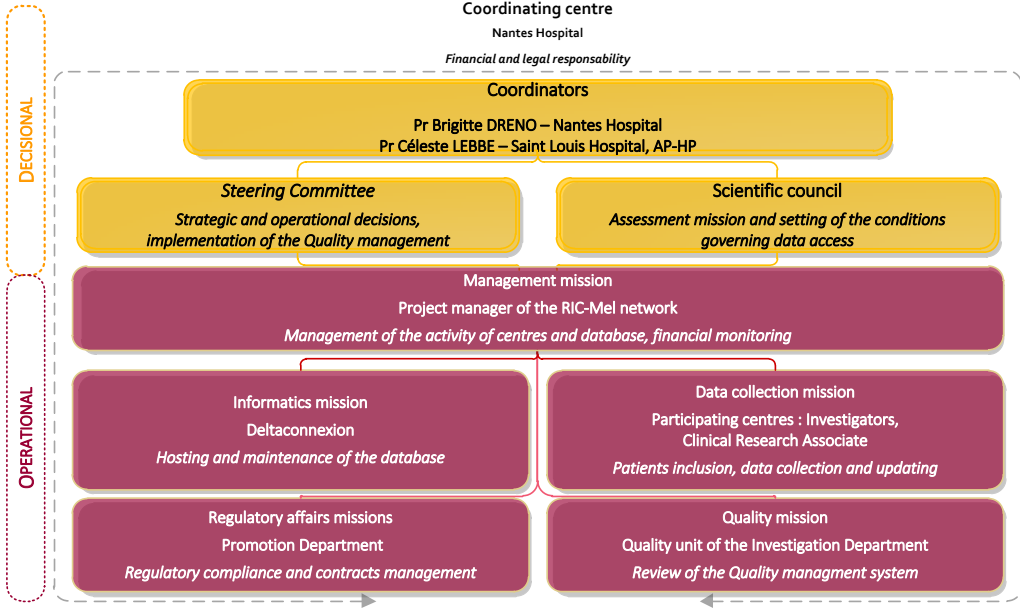 Coordinating centre
Nantes Hospital
Financial and legal responsability
DECISIONAL
Coordinators
Pr Brigitte DRENO – Nantes Hospital
Pr Céleste LEBBE – Saint Louis Hospital, AP-HP
Steering Committee
Strategic and operational decisions,
implementation of the Quality management
Scientific council
Assessment mission and setting of the conditions
governing data access
OPERATIONAL
Management mission
Project manager of the RIC-Mel network
Management of the activity of centres and database, financial monitoring
Informatics mission
Deltaconnexion
Hosting and maintenance of the database
Data collection mission
Participating centres : Investigators,
Clinical Research Associate
Patients inclusion, data collection and updating
Regulatory affairs missions
Promotion Department
Regulatory compliance and contracts management
Quality mission
Quality unit of the Investigation Department
Review of the Quality managment system